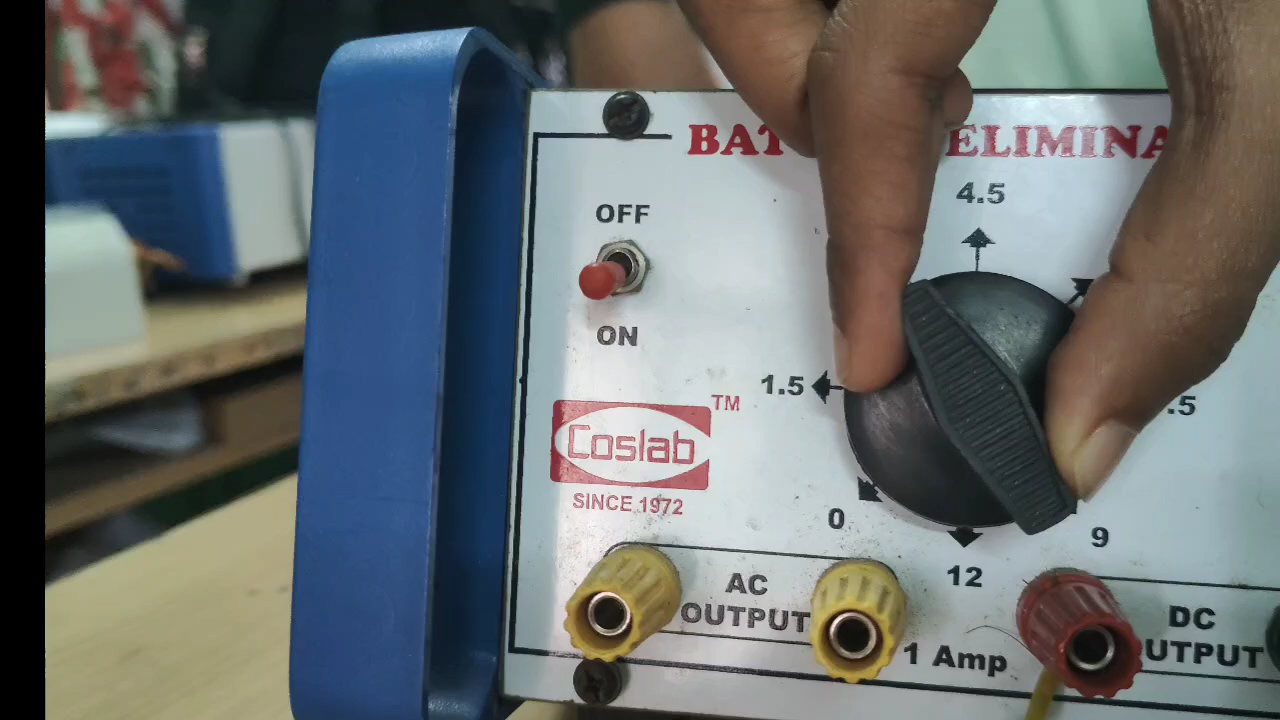 BAT ELIMINA
4.5
OFF
ON
1.5
TM
Coslab
SINCE 1972
.5
0
9
12
AC
OUTPUT
1 Amp
DC
OUTPUT